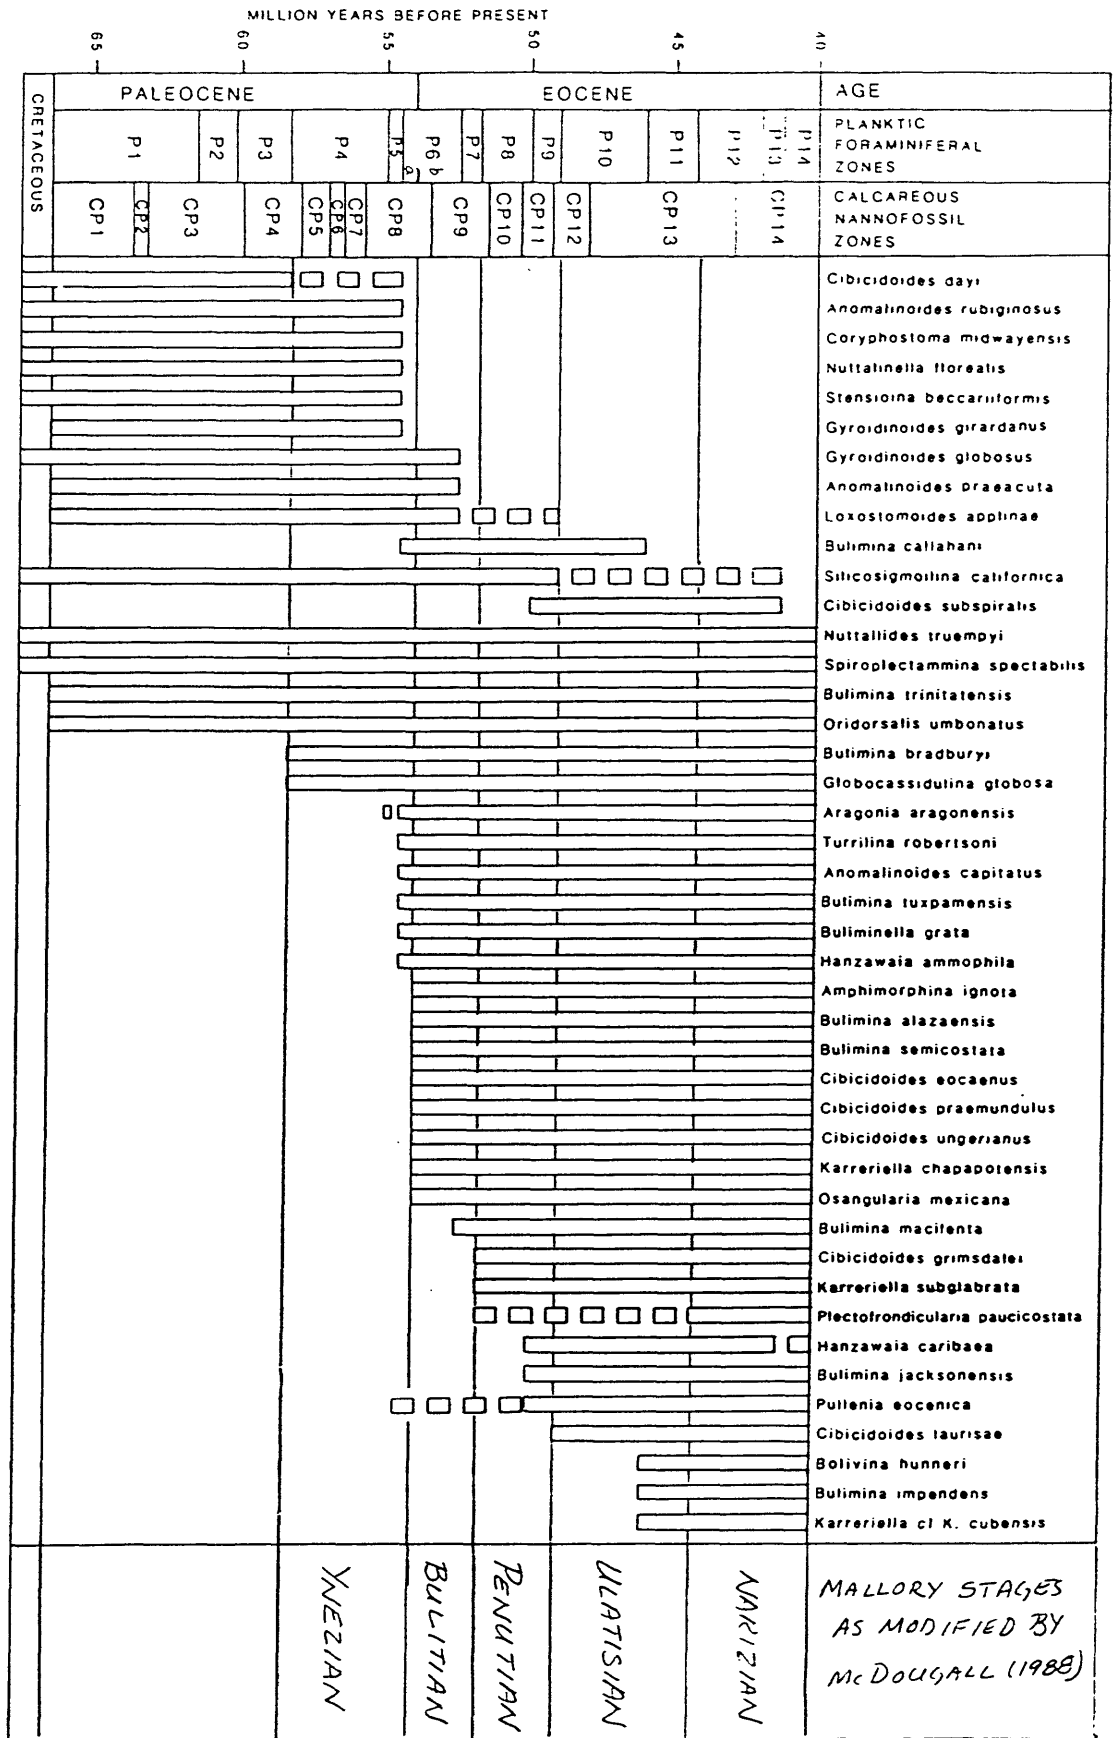 MILLION YEARS BEFORE PRESENT
65 60 55 50 45 40
CRETACEOUS
PALEOCENE EOCENE AGE
P1 P2 P3 P4 P5 P6 a b P7 P8 P9 P10 P11 P12 P13 P14
PLANKTIC
FORAMINIFERAL
ZONES
CP1 CP2 CP3 CP4 CP5 CP6 CP7 CP8 CP9 CP10 CP11 CP12 CP13 CP14
CALCAREOUS
NANNOFOSSIL
ZONES
Cibicidoides dayi
Anomalinoides rubiginosus
Coryphostoma midwayensis
Nuttalinella florealis
Stensioina beccariiformis
Gyroidinoides girardanus
Gyroidinoides globosus
Anomalinoides praeacuta
Loxostomoides applinae
Bulimina callahani
Silicosigmoilina californica
Cibicidoides subspiralis
Nuttallides truempyi
Spiroplectammina spectabilis
Bulimina trinitatensis
Oridorsalis umbonatus
Bulimina bradburyi
Globocassidulina globosa
Aragonia aragonensis
Turrilina robertsoni
Anomalinoides capitatus
Bulimina tuxpamensis
Buliminella grata
Hanzawaia ammophila
Amphimorphina ignota
Bulimina alazaensis
Bulimina semicostata
Cibicidoides eocaenus
Cibicidoides praemundulus
Cibicidoides ungerianus
Karreriella chapapotensis
Osangularia mexicana
Bulimina macilenta
Cibicidoides grimsdalei
Karreriella subglabrata
Plectofrondicularia paucicostata
Hanzawaia caribaea
Bulimina jacksonensis
Pullenia eocenica
Cibicidoides laurisae
Bolivina hunneri
Bulimina impendens
Karreriella cf K. cubensis
YNEZIAN
BULITIAN
PENUTIAN
ULATISIAN
NARIZIAN
MALLORY STAGES
AS MODIFIED BY
McDOUGALL (1988)